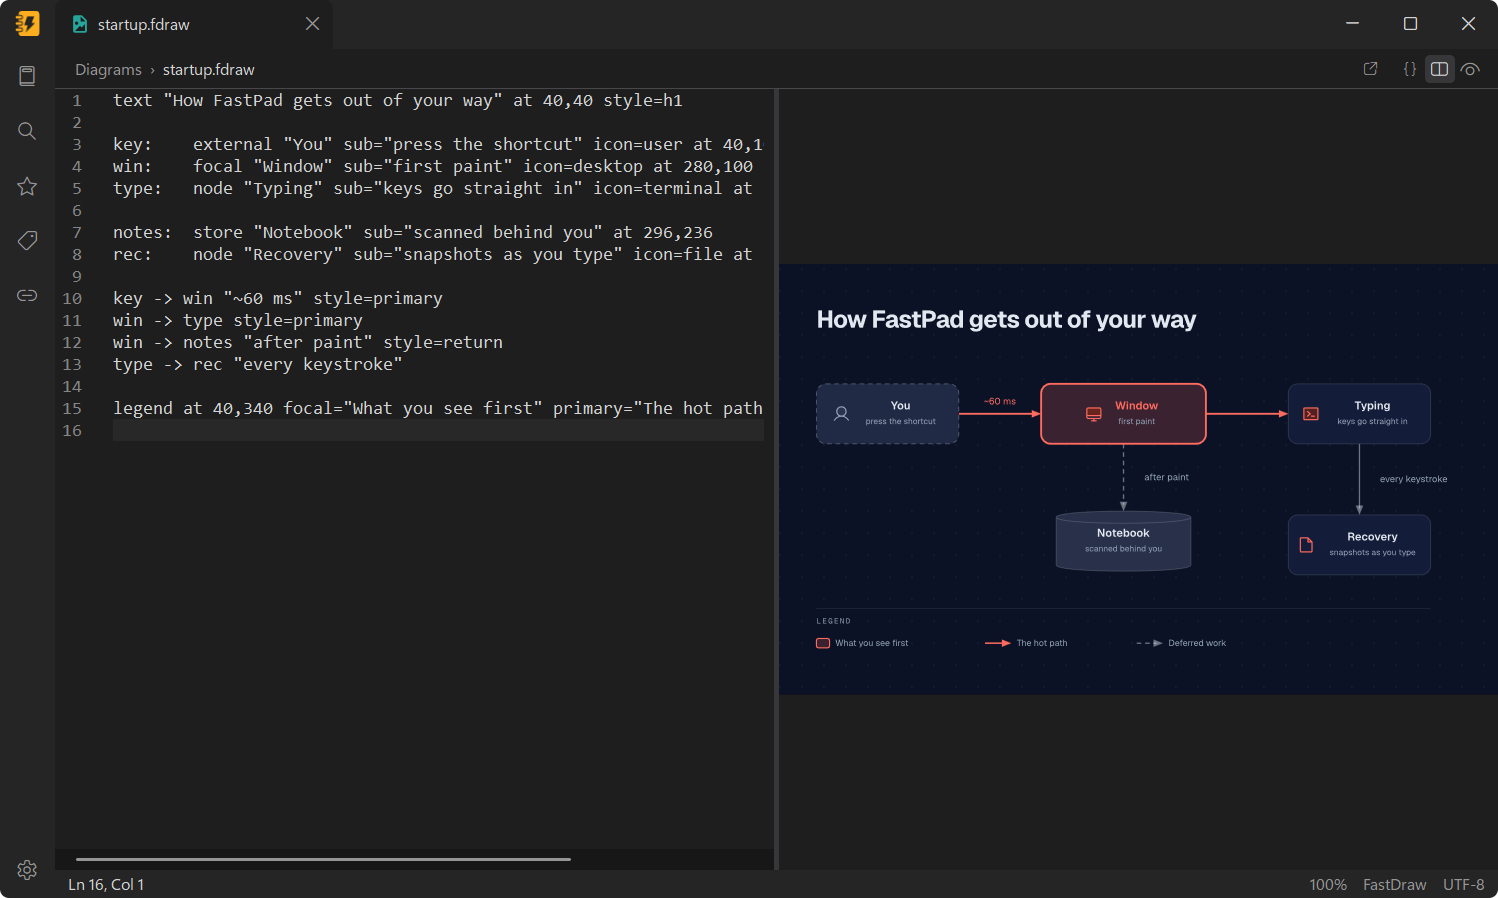 startup.fdraw
Diagrams › startup.fdraw
1 text "How FastPad gets out of your way" at 40,40 style=h1
2
3 key: external "You" sub="press the shortcut" icon=user at 40,1
4 win: focal "Window" sub="first paint" icon=desktop at 280,100
5 type: node "Typing" sub="keys go straight in" icon=terminal at
6
7 notes: store "Notebook" sub="scanned behind you" at 296,236
8 rec: node "Recovery" sub="snapshots as you type" icon=file at
9
10 key -> win "~60 ms" style=primary
11 win -> type style=primary
12 win -> notes "after paint" style=return
13 type -> rec "every keystroke"
14
15 legend at 40,340 focal="What you see first" primary="The hot path
16
How FastPad gets out of your way
You
press the shortcut
~60 ms
Window
first paint
Typing
keys go straight in
after paint
every keystroke
Notebook
scanned behind you
Recovery
snapshots as you type
LEGEND
What you see first
The hot path
Deferred work
Ln 16, Col 1
100% FastDraw UTF-8